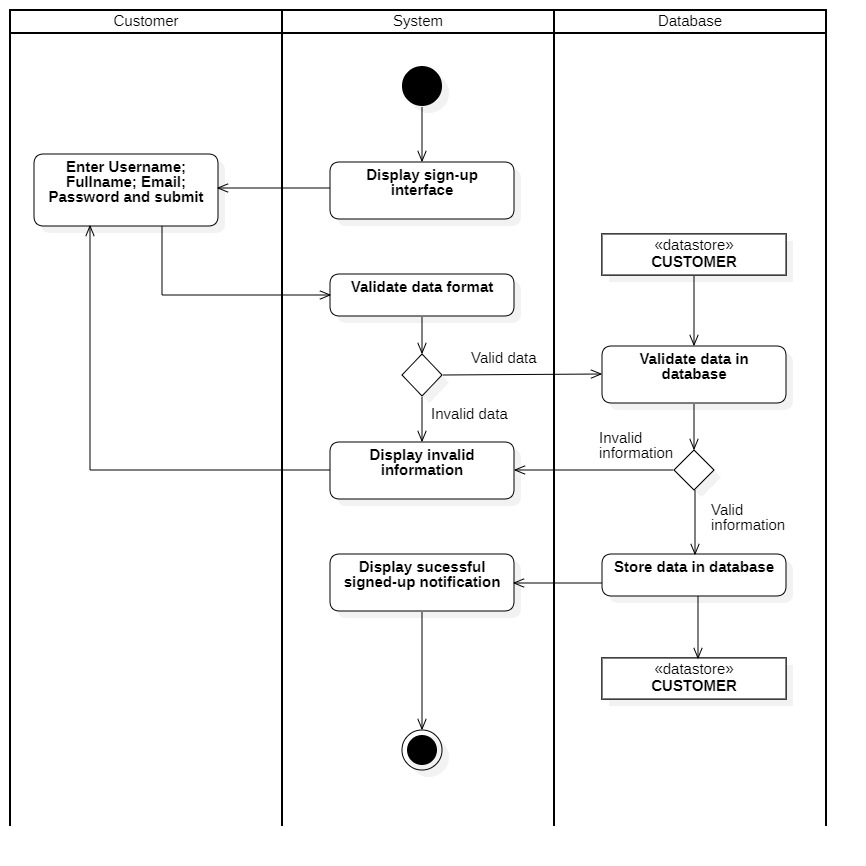 Customer
System
Database
Enter Username;
Fullname; Email;
Password and submit
Display sign-up
interface
«datastore»
CUSTOMER
Validate data format
Valid data
Validate data in
database
Invalid data
Invalid
information
Display invalid
information
Valid
information
Display sucessful
signed-up notification
Store data in database
«datastore»
CUSTOMER